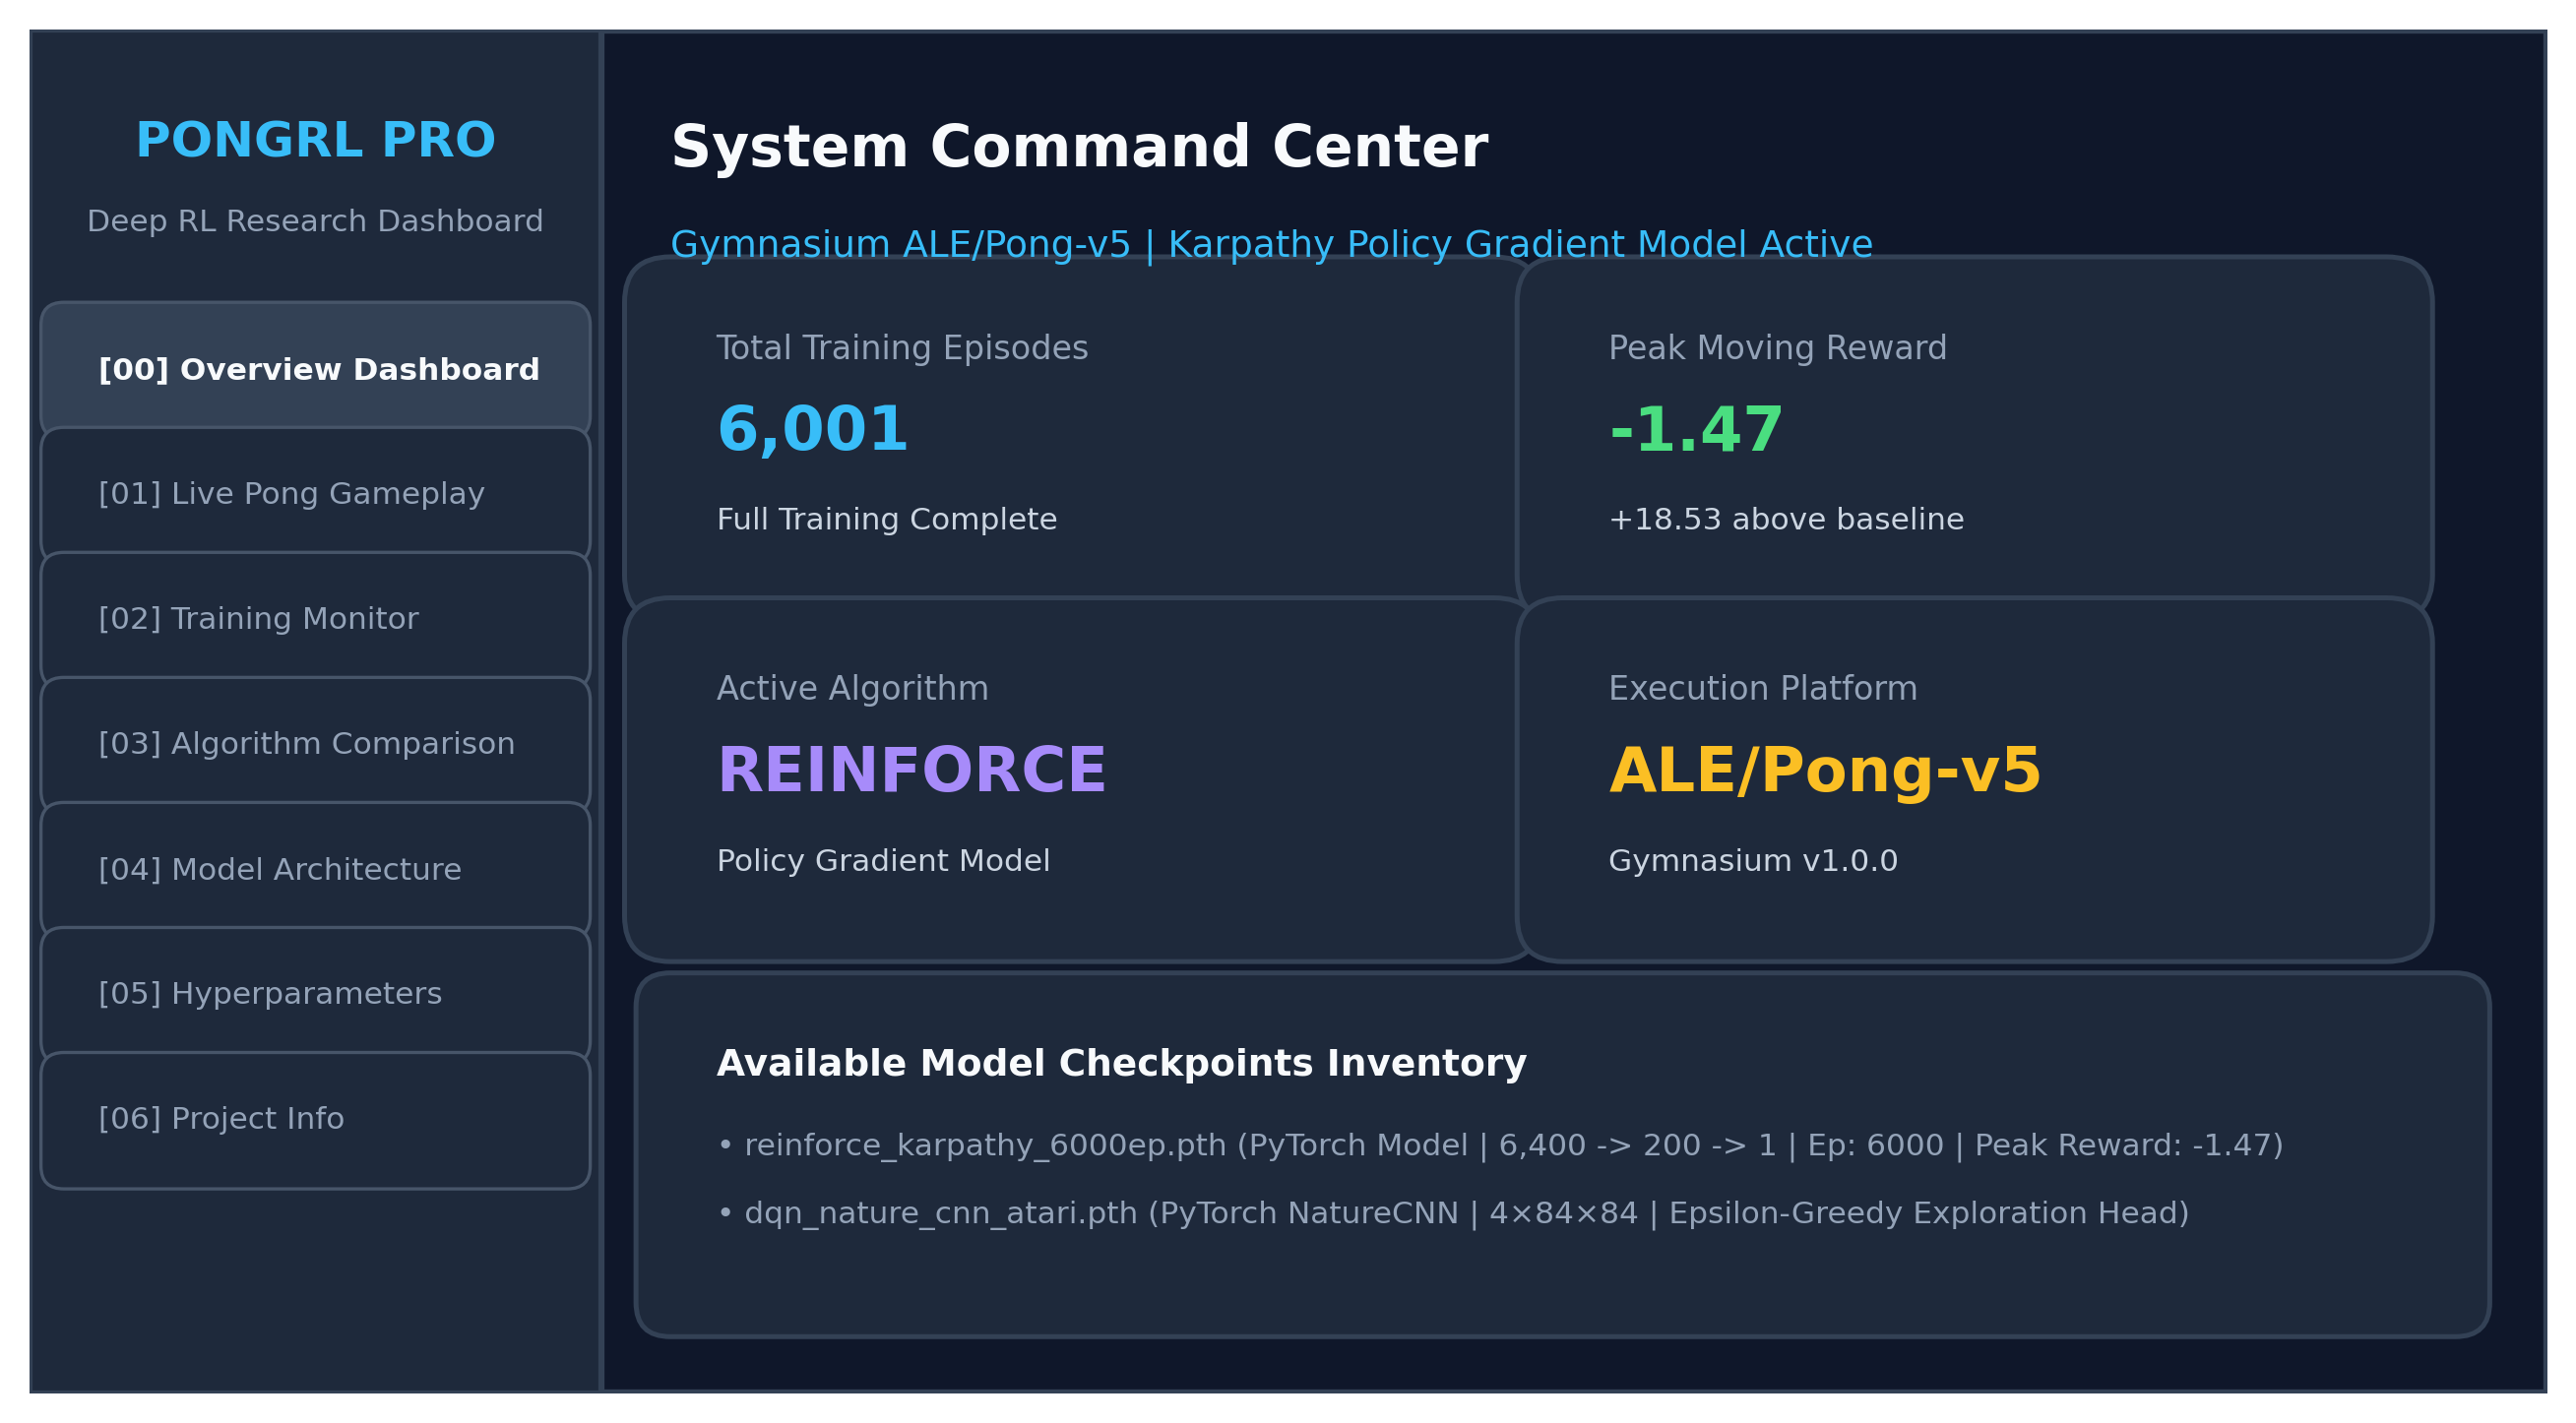 PONGRL PRO
Deep RL Research Dashboard
[00] Overview Dashboard
[01] Live Pong Gameplay
[02] Training Monitor
[03] Algorithm Comparison
[04] Model Architecture
[05] Hyperparameters
[06] Project Info
System Command Center
Gymnasium ALE/Pong-v5 | Karpathy Policy Gradient Model Active
Total Training Episodes
6,001
Full Training Complete
Peak Moving Reward
-1.47
+18.53 above baseline
Active Algorithm
REINFORCE
Policy Gradient Model
Execution Platform
ALE/Pong-v5
Gymnasium v1.0.0
Available Model Checkpoints Inventory
• reinforce_karpathy_6000ep.pth (PyTorch Model | 6,400 -> 200 -> 1 | Ep: 6000 | Peak Reward: -1.47)
• dqn_nature_cnn_atari.pth (PyTorch NatureCNN | 4×84×84 | Epsilon-Greedy Exploration Head)